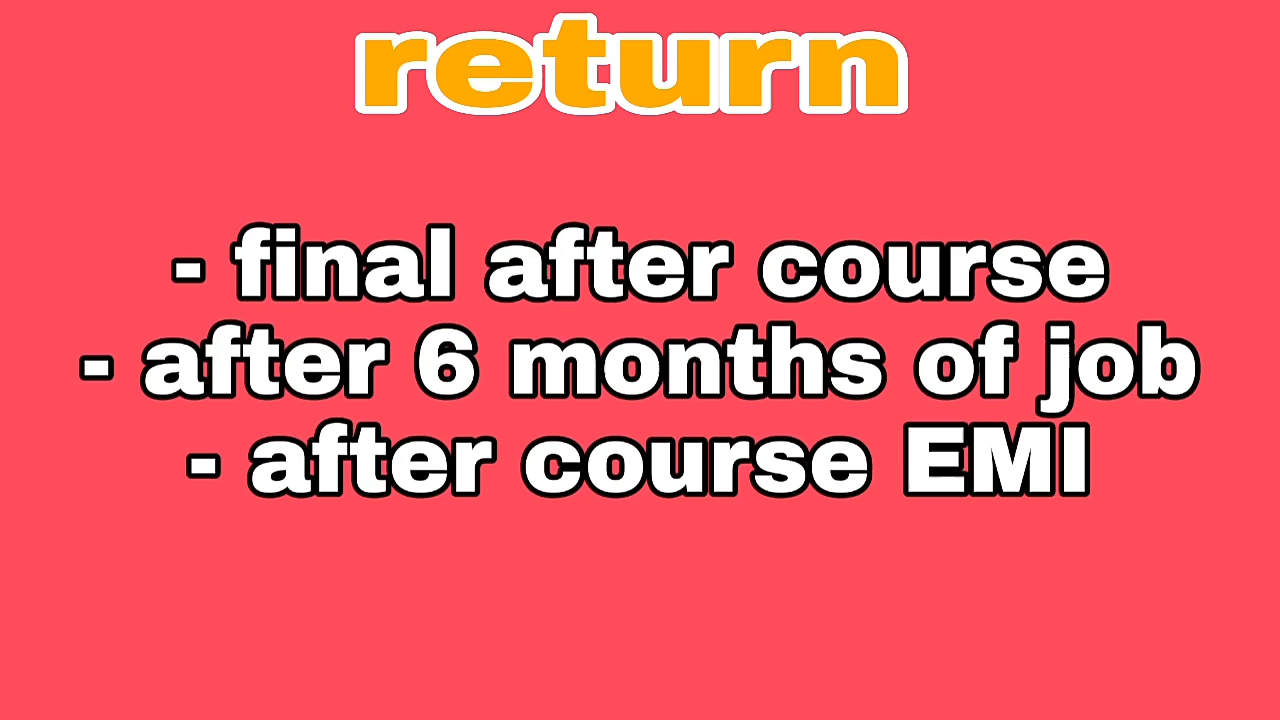 return
- final after course
- after 6 months of job
- after course EMI